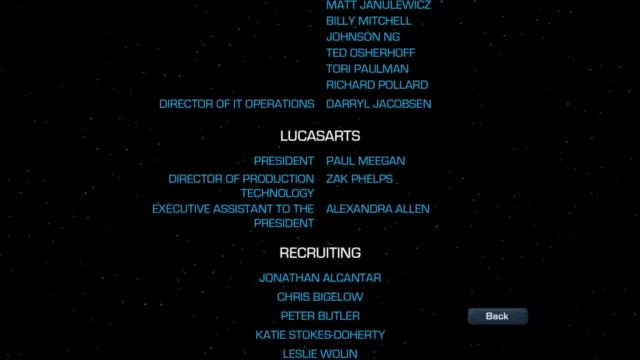 MATT JANULEWICZ
BILLY MITCHELL
JOHNSON NG
TED OSHERHOFF
TORI PAULMAN
RICHARD POLLARD
DIRECTOR OF IT OPERATIONS DARRYL JACOBSEN
LUCASARTS
PRESIDENT PAUL MEEGAN
DIRECTOR OF PRODUCTION ZAK PHELPS
TECHNOLOGY
EXECUTIVE ASSISTANT TO THE ALEXANDRA ALLEN
PRESIDENT
RECRUITING
JONATHAN ALCANTAR
CHRIS BIGELOW
PETER BUTLER
Back
KATIE STOKES-DOHERTY
LESLIE WOLIN